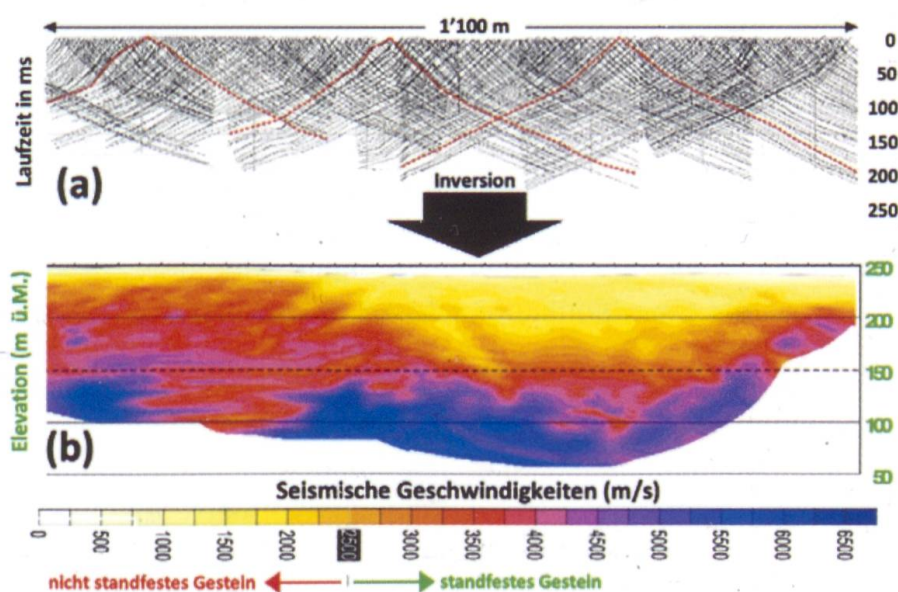 1'100 m
Laufzeit in ms
0
50
100
150
200
250
(a)
Inversion
Elevation (m ü.M.)
250
200
150
100
50
(b)
Seismische Geschwindigkeiten (m/s)
0 500 1000 1500 2000 2500 3000 3500 4000 4500 5000 5500 6000 6500
nicht standfestes Gestein standfestes Gestein